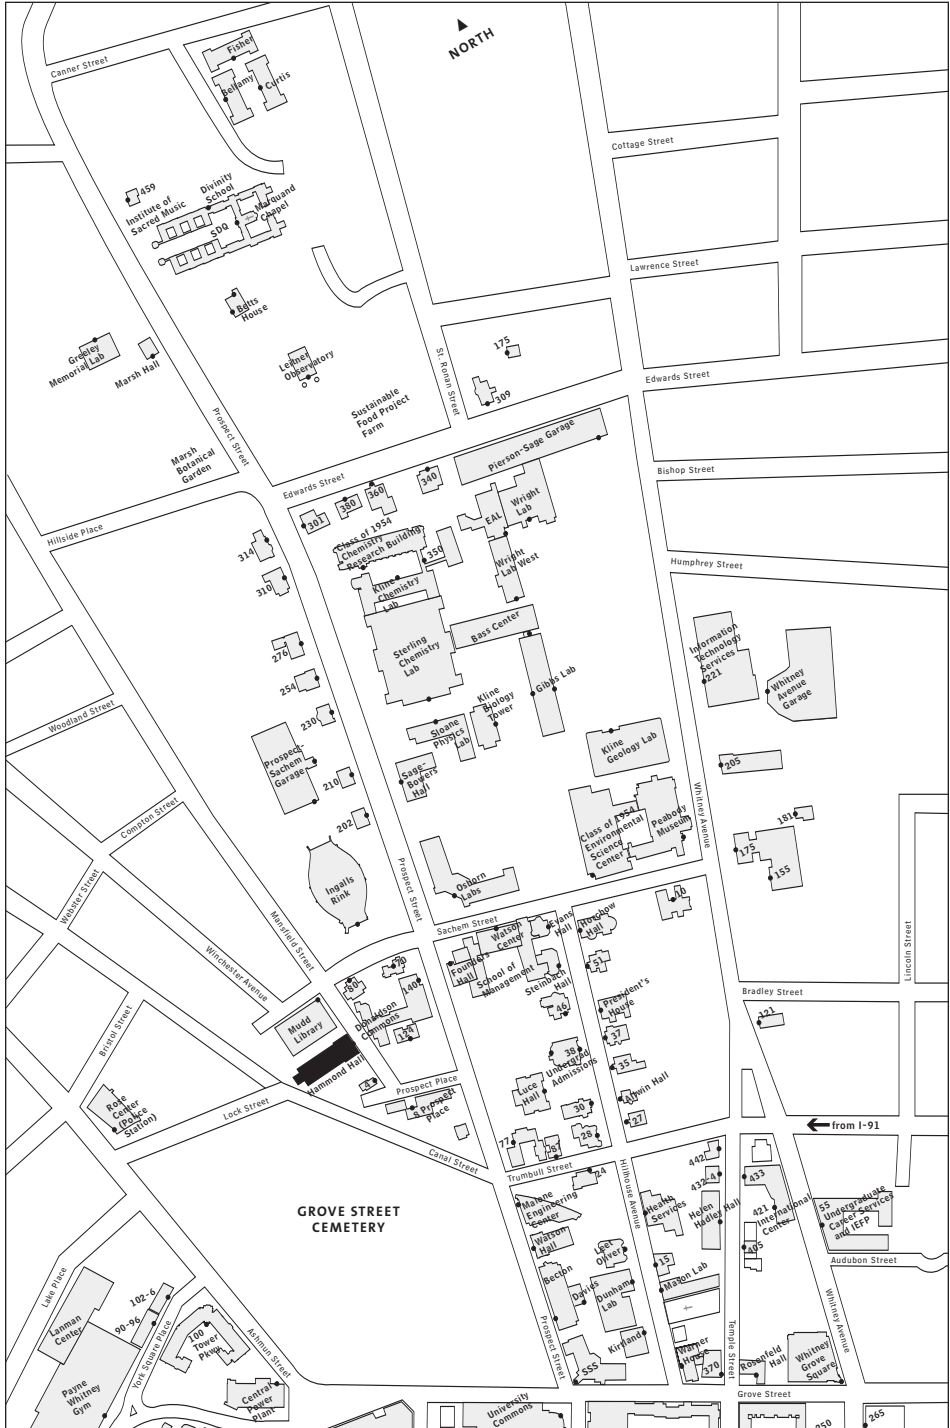 NORTH
Canner Street
Fisher
Bellamy
Curtis
Cottage Street
459
Institute of
Sacred Music
Divinity
School
Marquand
Chapel
SDQ
Lawrence Street
Betts
House
Greeley
Memorial Lab
Marsh Hall
Leitner
Observatory
175
309
St. Ronan Street
Edwards Street
Sustainable
Food Project
Farm
Prospect Street
Marsh
Botanical
Garden
Pierson-Sage Garage
Bishop Street
Edwards Street
340
360
380
301
EAL
Wright
Lab
Hillside Place
314
Class of 1954
Chemistry
Research Building
350
Wright
Lab West
Humphrey Street
310
Kline
Chemistry
Lab
276
Sterling
Chemistry
Lab
Bass Center
Information
Technology
Services
221
Whitney
Avenue
Garage
254
Gibbs Lab
Kline
Biology
Tower
Woodland Street
230
Sloane
Physics
Lab
Kline
Geology Lab
Prospect-
Sachem
Garage
210
Sage-
Bowers
Hall
205
Compton Street
202
Whitney Avenue
Class of 1954
Environmental
Science
Center
Peabody
Museum
181
175
155
Webster Street
Ingalls
Rink
Prospect Street
Osborn
Labs
10
Mansfield Street
Sachem Street
Lincoln Street
Winchester Avenue
Founders
Hall
Watson
Center
Evans
Hall
Hotchkow
Hall
School of
Management
Steinbach
Hall
51
70
80
140
Bradley Street
Bristol Street
Mudd
Library
Donaldson
Commons
124
46
President's
House
121
37
Hammond Hall
4
38
Undergrad
Admissions
35
Rose
Center
(Police
Station)
Lock Street
Prospect Place
8 Prospect
Place
Luce
Hall
30
Allwin Hall
27
28
from I-91
77
87
Canal Street
Trumbull Street
24
442
432-4
433
GROVE STREET
CEMETERY
Malone
Engineering
Center
Hillhouse Avenue
Health
Services
Helen
Hadley Hall
421
International
Center
55
Undergraduate
Career Services
and IEFP
Watson
Hall
Leet
Oliver
15
405
Audubon Street
Lake Place
Becton
Davies
Dunham
Lab
Mason Lab
102-6
90-96
Lanman
Center
York Square Place
100
Tower
Pkwy.
Ashmun Street
Prospect Street
Kirtland
Warner
House
370
Temple Street
Rosenfeld
Hall
Whitney
Grove
Square
Whitney Avenue
SSS
Payne
Whitney
Gym
Central
Power
Plant
University
Commons
Grove Street
250
265